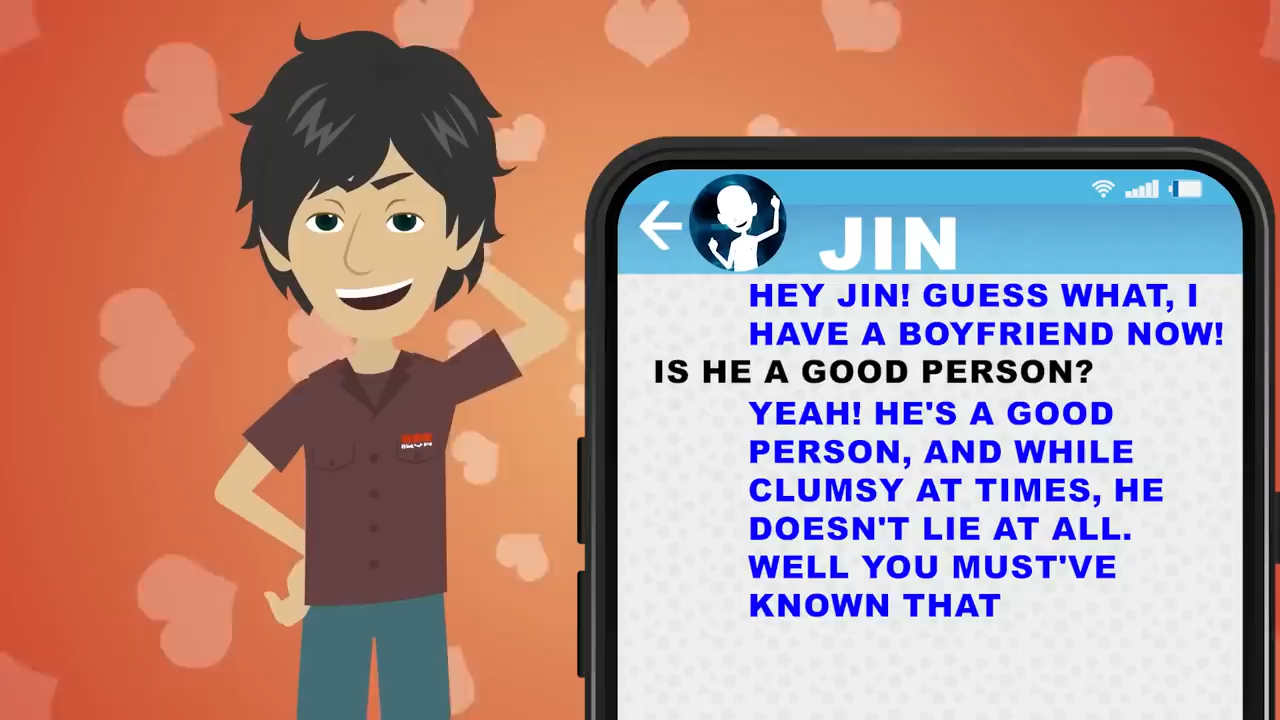 JIN
HEY JIN! GUESS WHAT, I
HAVE A BOYFRIEND NOW!
IS HE A GOOD PERSON?
YEAH! HE'S A GOOD
PERSON, AND WHILE
CLUMSY AT TIMES, HE
DOESN'T LIE AT ALL.
WELL YOU MUST'VE
KNOWN THAT